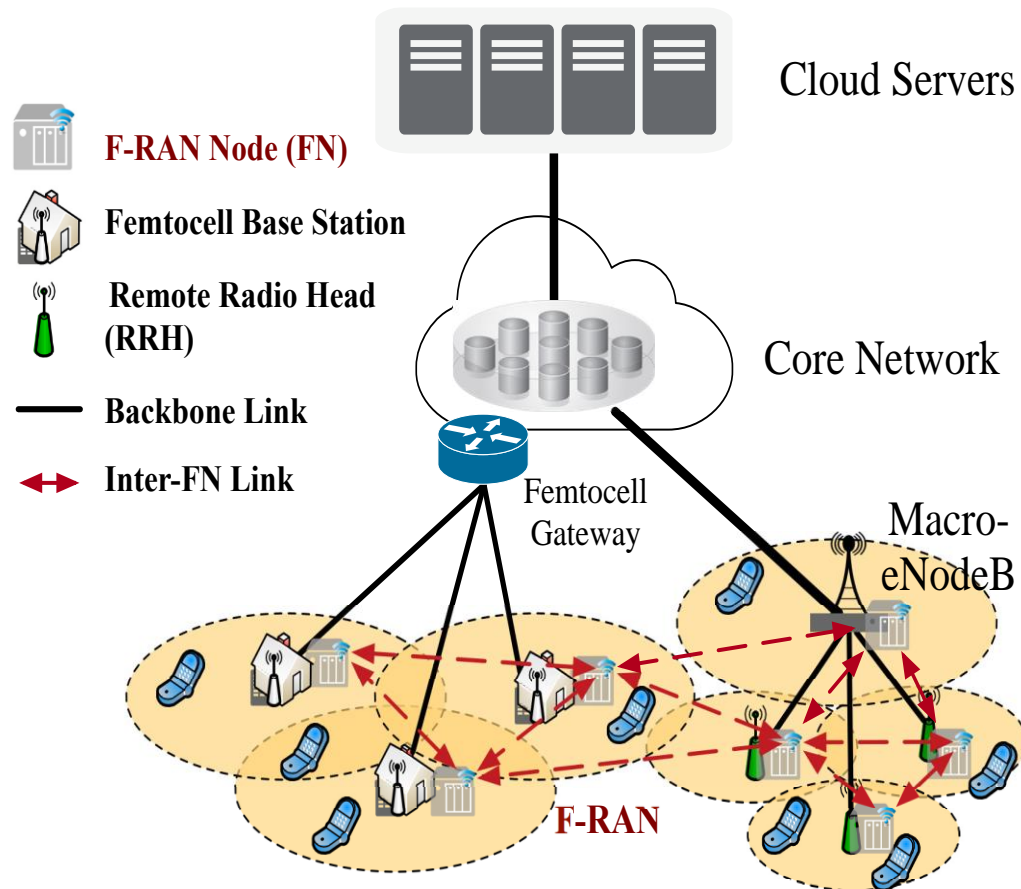 Cloud Servers
F-RAN Node (FN)
Femtocell Base Station
Remote Radio Head
(RRH)
Core Network
Backbone Link
Inter-FN Link
Femtocell
Gateway
Macro-
eNodeB
F-RAN